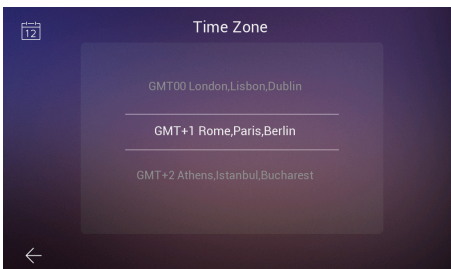 12
Time Zone
GMT00 London,Lisbon,Dublin
GMT+1 Rome,Paris,Berlin
GMT+2 Athens,Istanbul,Bucharest